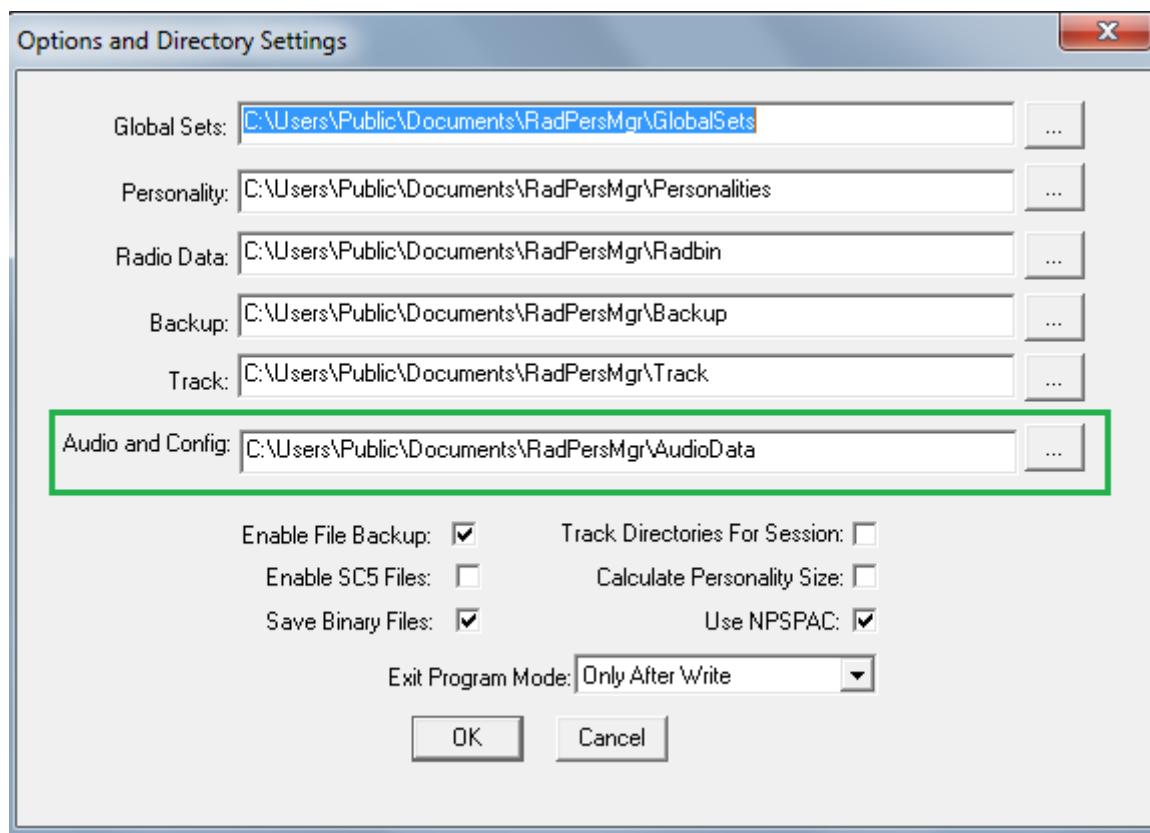 Options and Directory Settings
X
Global Sets: C:\Users\Public\Documents\RadPersMgr\GlobalSets ...
Personality: C:\Users\Public\Documents\RadPersMgr\Personalities ...
Radio Data: C:\Users\Public\Documents\RadPersMgr\Radbin ...
Backup: C:\Users\Public\Documents\RadPersMgr\Backup ...
Track: C:\Users\Public\Documents\RadPersMgr\Track ...
Audio and Config: C:\Users\Public\Documents\RadPersMgr\AudioData ...
Enable File Backup: Track Directories For Session:
Enable SC5 Files: Calculate Personality Size:
Save Binary Files: Use NPSPAC:
Exit Program Mode: Only After Write
OK Cancel